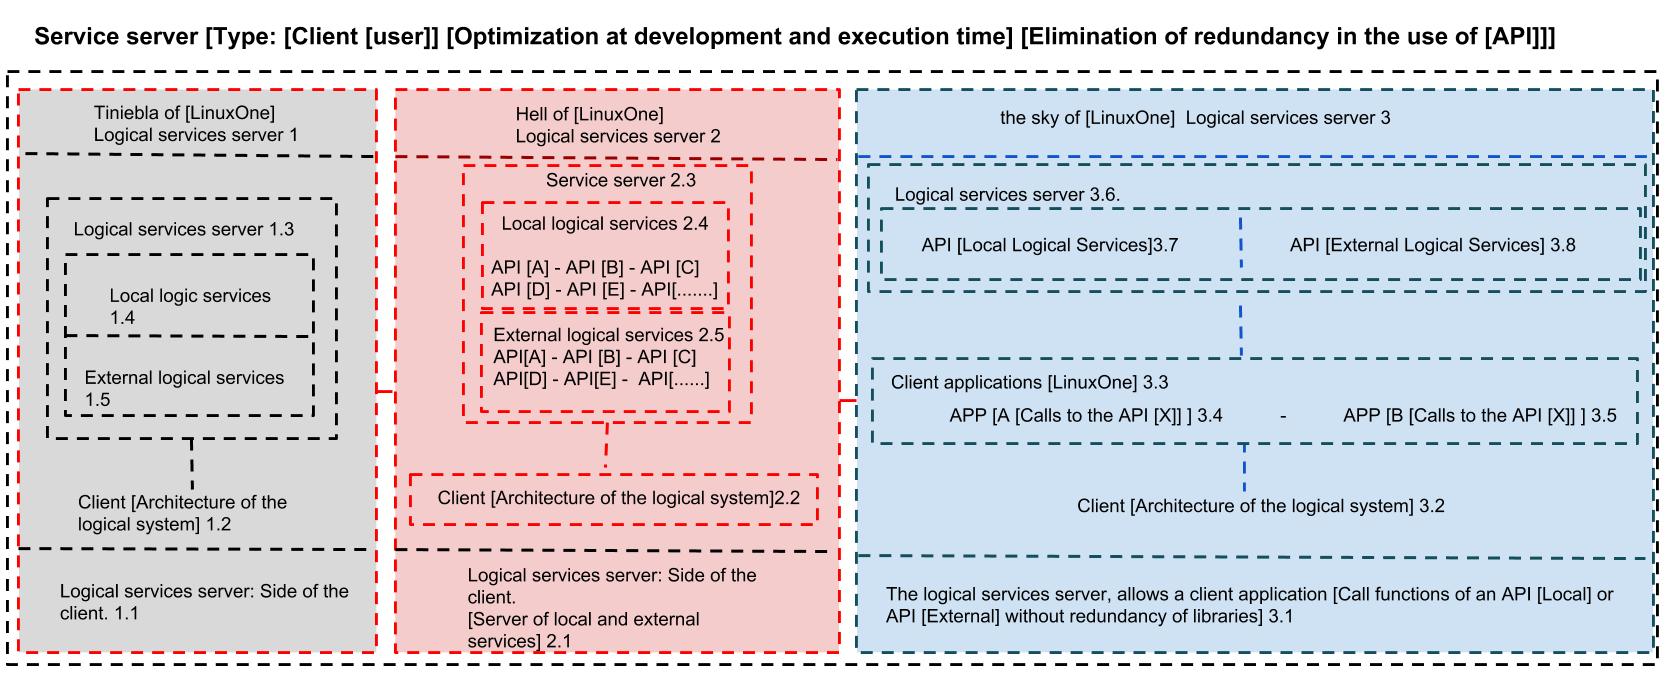 Service server [Type: [Client [user]] [Optimization at development and execution time] [Elimination of redundancy in the use of [API]]]
Tiniebla of [LinuxOne]
Logical services server 1
Logical services server 1.3
Local logic services
1.4
External logical services
1.5
Client [Architecture of the
logical system] 1.2
Logical services server: Side of the
client. 1.1
Hell of [LinuxOne]
Logical services server 2
Service server 2.3
Local logical services 2.4
API [A] - API [B] - API [C]
API [D] - API [E] - API[.......]
External logical services 2.5
API[A] - API [B] - API [C]
API[D] - API[E] -  API[......]
Client [Architecture of the logical system]2.2
Logical services server: Side of the
client.
[Server of local and external
services] 2.1
the sky of [LinuxOne]  Logical services server 3
Logical services server 3.6.
API [Local Logical Services]3.7
API [External Logical Services] 3.8
Client applications [LinuxOne] 3.3
APP [A [Calls to the API [X]] ] 3.4 - APP [B [Calls to the API [X]] ] 3.5
Client [Architecture of the logical system] 3.2
The logical services server, allows a client application [Call functions of an API [Local] or
API [External] without redundancy of libraries] 3.1